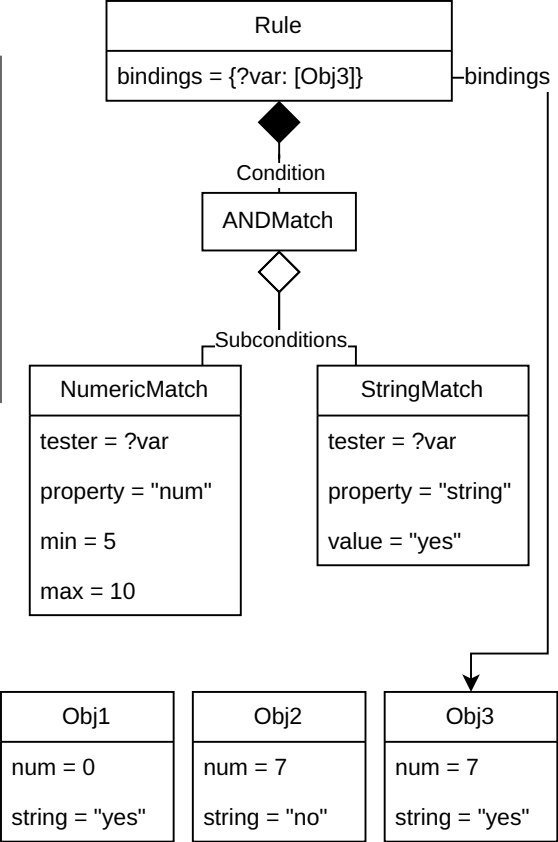 Rule
bindings = {?var: [Obj3]}
bindings
Condition
ANDMatch
Subconditions
NumericMatch
tester = ?var
property = "num"
min = 5
max = 10
StringMatch
tester = ?var
property = "string"
value = "yes"
Obj1
num = 0
string = "yes"
Obj2
num = 7
string = "no"
Obj3
num = 7
string = "yes"